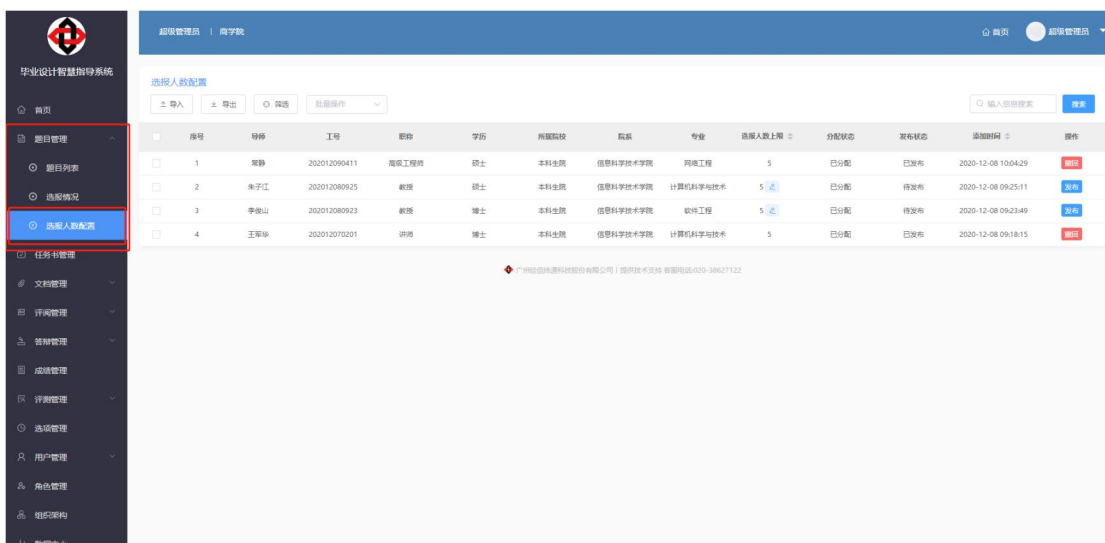 超级管理员 | 商学院
首页 超级管理员
毕业设计智慧指导系统
首页
题目管理
题目列表
选报情况
选报人数配置
任务书管理
文档管理
评阅管理
答辩管理
成绩管理
评测管理
选项管理
用户管理
角色管理
组织架构
数据中心
选报人数配置
导入 导出 筛选 批量操作 输入信息搜索 搜索
序号 导师 工号 职称 学历 所属院校 院系 专业 选报人数上限 分配状态 发布状态 添加时间 操作
1 常静 202012090411 高级工程师 硕士 本科生院 信息科学技术学院 网络工程 5 已分配 已发布 2020-12-08 10:04:29 撤回
2 朱子江 202012080925 教授 硕士 本科生院 信息科学技术学院 计算机科学与技术 5 已分配 待发布 2020-12-08 09:25:11 发布
3 李俊山 202012080923 教授 博士 本科生院 信息科学技术学院 软件工程 5 已分配 待发布 2020-12-08 09:23:49 发布
4 王军华 202012070201 讲师 博士 本科生院 信息科学技术学院 计算机科学与技术 5 已分配 已发布 2020-12-08 09:18:15 撤回
科技股份有限公司 | 提供技术支持 客服电话:020-38627122